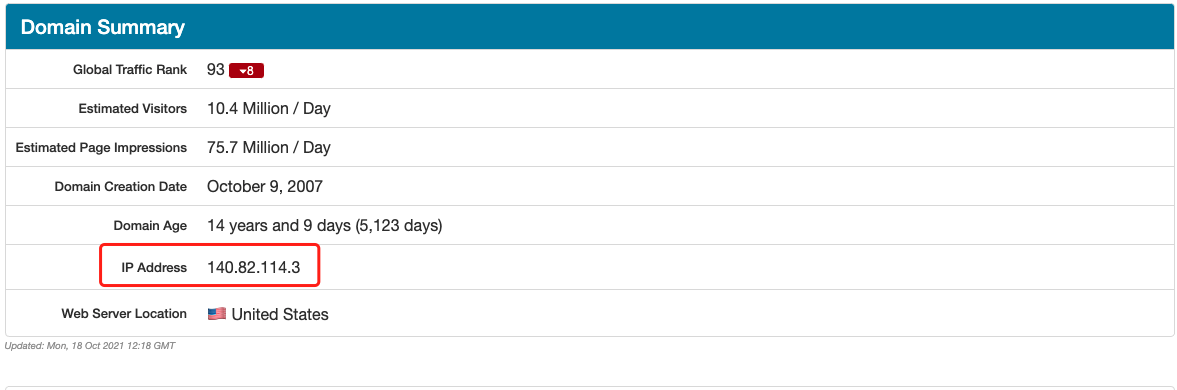 Domain Summary
Global Traffic Rank 93 8
Estimated Visitors 10.4 Million / Day
Estimated Page Impressions 75.7 Million / Day
Domain Creation Date October 9, 2007
Domain Age 14 years and 9 days (5,123 days)
IP Address 140.82.114.3
Web Server Location United States
Updated: Mon, 18 Oct 2021 12:18 GMT